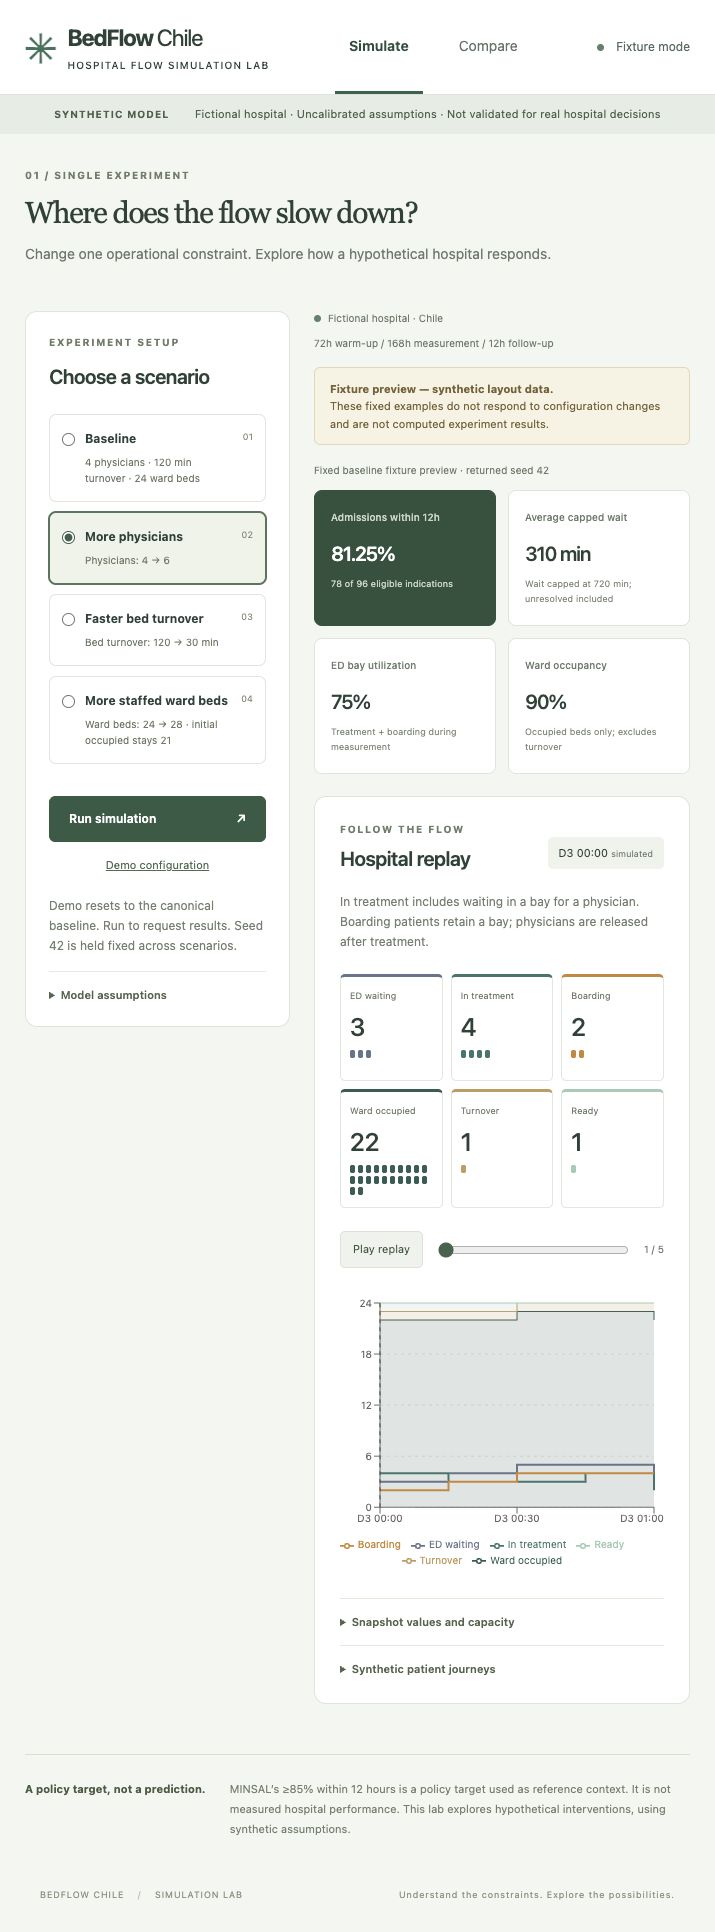 BedFlow Chile
HOSPITAL FLOW SIMULATION LAB
Simulate
Compare
Fixture mode
SYNTHETIC MODEL
Fictional hospital · Uncalibrated assumptions · Not validated for real hospital decisions
01 / SINGLE EXPERIMENT
Where does the flow slow down?
Change one operational constraint. Explore how a hypothetical hospital responds.
EXPERIMENT SETUP
Choose a scenario
Baseline
01
4 physicians · 120 min
turnover · 24 ward beds
More physicians
02
Physicians: 4 → 6
Faster bed turnover
03
Bed turnover: 120 → 30 min
More staffed ward beds
04
Ward beds: 24 → 28 · initial
occupied stays 21
Run simulation ↗
Demo configuration
Demo resets to the canonical
baseline. Run to request results. Seed
42 is held fixed across scenarios.
Model assumptions
Fictional hospital · Chile
72h warm-up / 168h measurement / 12h follow-up
Fixture preview — synthetic layout data.
These fixed examples do not respond to configuration changes
and are not computed experiment results.
Fixed baseline fixture preview · returned seed 42
Admissions within 12h
81.25%
78 of 96 eligible indications
Average capped wait
310 min
Wait capped at 720 min;
unresolved included
ED bay utilization
75%
Treatment + boarding during
measurement
Ward occupancy
90%
Occupied beds only; excludes
turnover
FOLLOW THE FLOW
Hospital replay
D3 00:00 simulated
In treatment includes waiting in a bay for a physician.
Boarding patients retain a bay; physicians are released
after treatment.
ED waiting
3
In treatment
4
Boarding
2
Ward occupied
22
Turnover
1
Ready
1
Play replay
1 / 5
24
18
12
6
0
D3 00:00
D3 00:30
D3 01:00
Boarding
ED waiting
In treatment
Ready
Turnover
Ward occupied
Snapshot values and capacity
Synthetic patient journeys
A policy target, not a prediction.
MINSAL's ≥85% within 12 hours is a policy target used as reference context. It is not
measured hospital performance. This lab explores hypothetical interventions, using
synthetic assumptions.
BEDFLOW CHILE / SIMULATION LAB
Understand the constraints. Explore the possibilities.